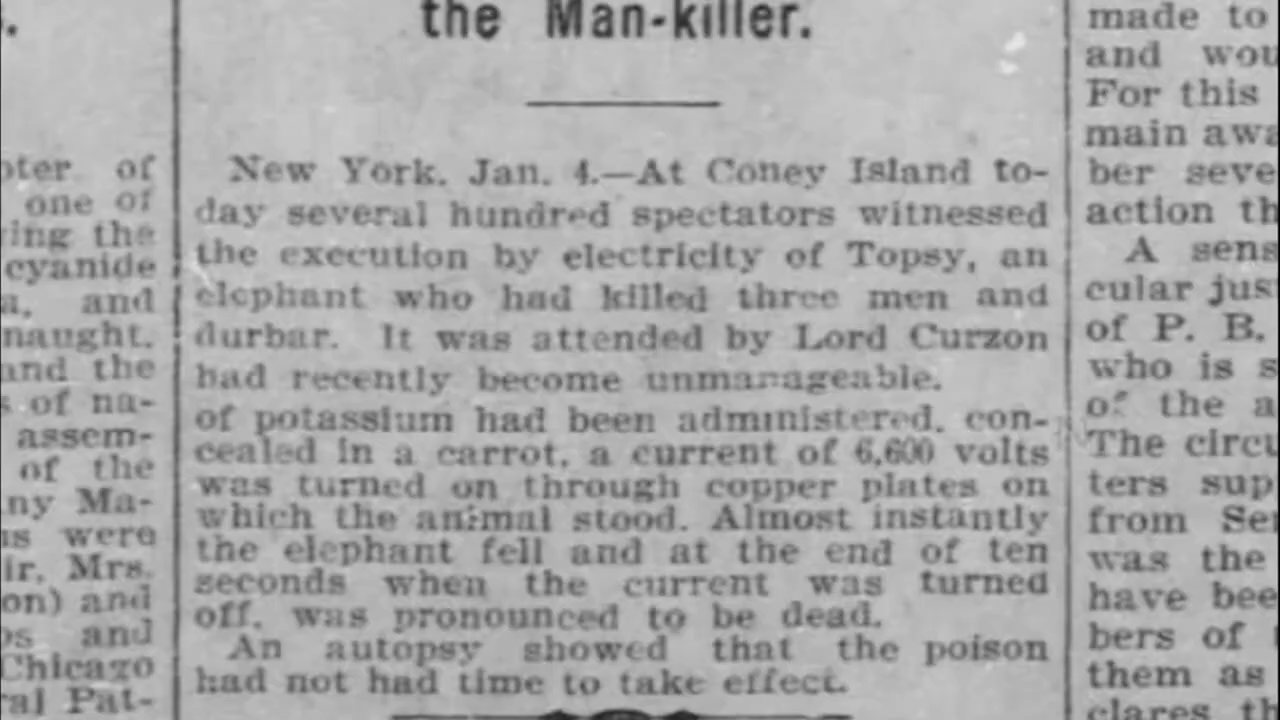 the Man-killer.
New York, Jan. 4.—At Coney Island to-
day several hundred spectators witnessed
the execution by electricity of Topsy, an
elephant who had killed three men and
durbar. It was attended by Lord Curzon
had recently become unmanageable.
of potassium had been administered, con-
cealed in a carrot, a current of 6,600 volts
was turned on through copper plates on
which the animal stood. Almost instantly
the elephant fell and at the end of ten
seconds when the current was turned
off, was pronounced to be dead.
An autopsy showed that the poison
had not had time to take effect.
of
one of
the
cyanide
and
naught.
and the
of na-
assem-
of the
ny Ma-
were
ir. Mrs.
on) and
and
Chicago
ral Pat-
made to
and wou
For this
main awa
ber seve
action th
A sens
cular jus
of P. B.
who is s
of the a
The circu
ters sup
from Se
was the
have bee
bers of
them as
clares th